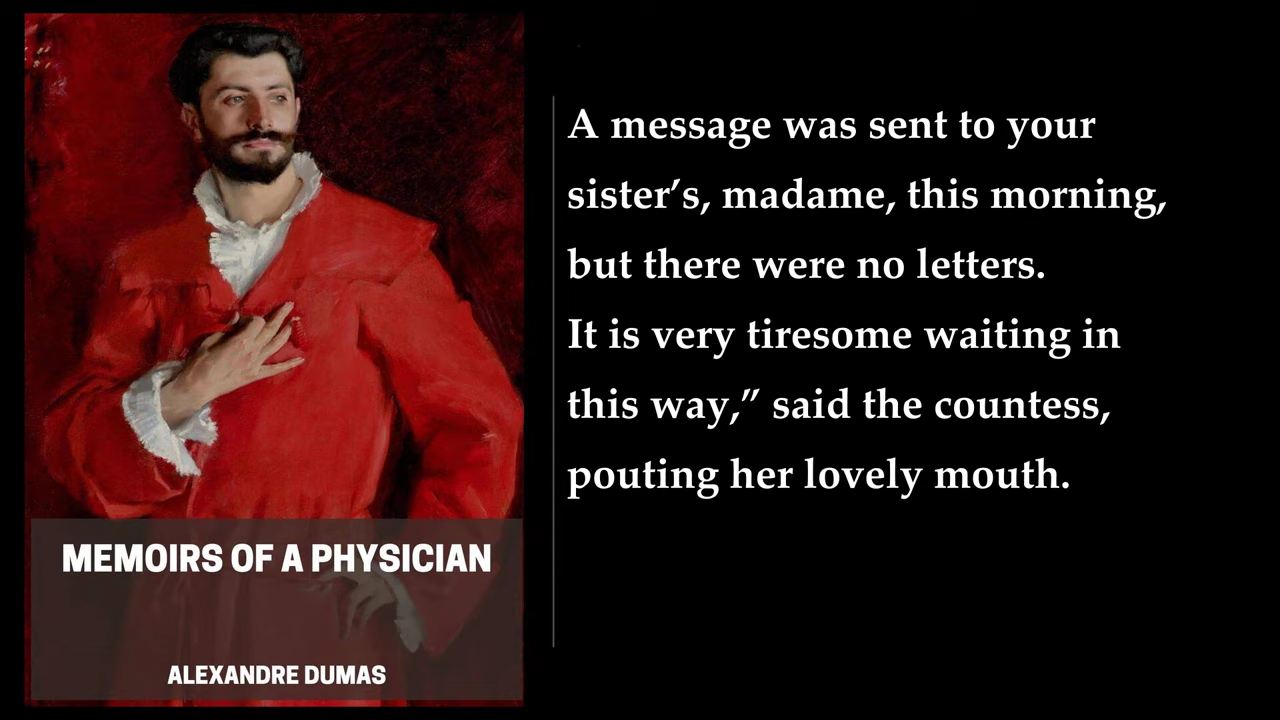 A message was sent to your
sister’s, madame, this morning,
but there were no letters.
It is very tiresome waiting in
this way,” said the countess,
pouting her lovely mouth.
MEMOIRS OF A PHYSICIAN
ALEXANDRE DUMAS